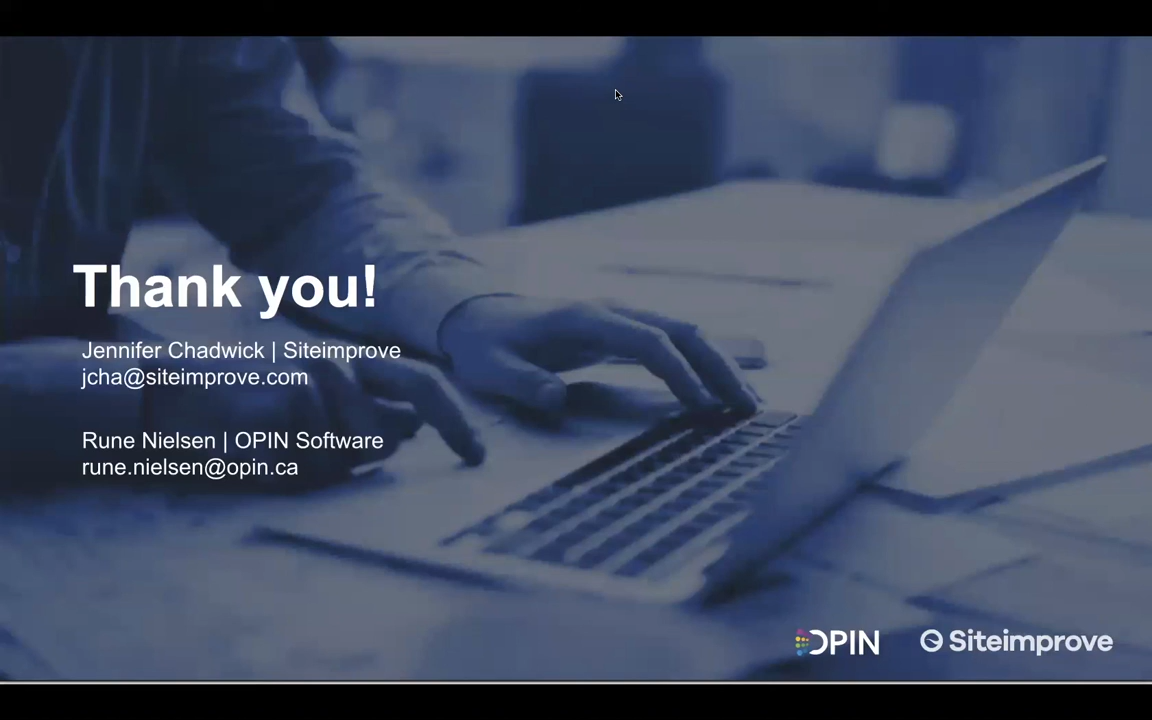 Thank you!
Jennifer Chadwick | Siteimprove
jcha@siteimprove.com
Rune Nielsen | OPIN Software
rune.nielsen@opin.ca
OPIN
Siteimprove